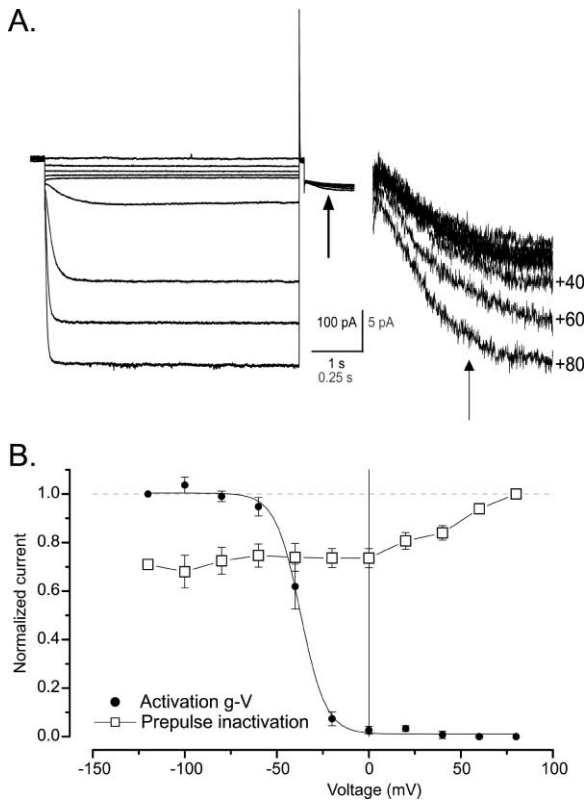 A.
100 pA
5 pA
1 s
0.25 s
+40
+60
+80
B.
Normalized current
1.0
0.8
0.6
0.4
0.2
0.0
Activation g-V
Prepulse inactivation
-150
-100
-50
0
50
100
Voltage (mV)